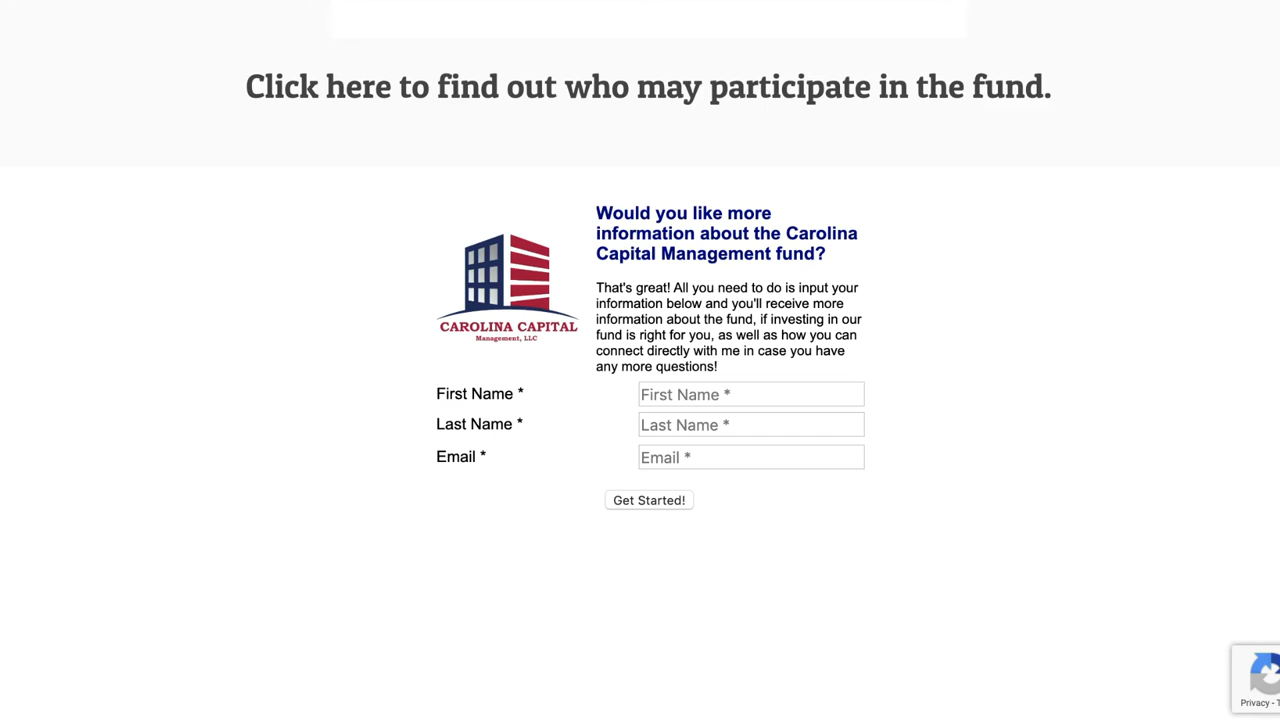 Click here to find out who may participate in the fund.
Would you like more
information about the Carolina
Capital Management fund?
CAROLINA CAPITAL
Management, LLC
That's great! All you need to do is input your
information below and you'll receive more
information about the fund, if investing in our
fund is right for you, as well as how you can
connect directly with me in case you have
any more questions!
First Name * First Name *
Last Name * Last Name *
Email * Email *
Get Started!
Privacy -